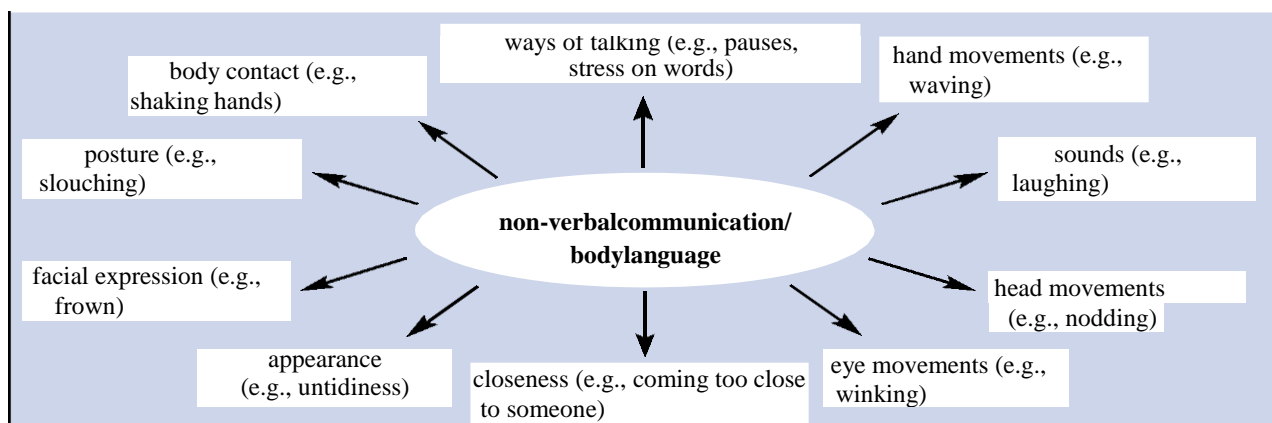 ways of talking (e.g., pauses,
stress on words)
hand movements (e.g.,
waving)
body contact (e.g.,
shaking hands)
posture (e.g.,
slouching)
sounds (e.g.,
laughing)
non-verbalcommunication/
bodylanguage
facial expression (e.g.,
frown)
head movements
(e.g., nodding)
appearance
(e.g., untidiness)
closeness (e.g., coming too close
to someone)
eye movements (e.g.,
winking)